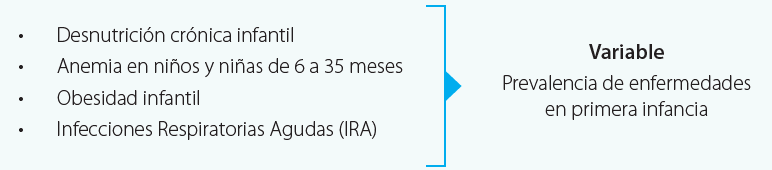 • Desnutrición crónica infantil
• Anemia en niños y niñas de 6 a 35 meses
• Obesidad infantil
• Infecciones Respiratorias Agudas (IRA)
Variable
Prevalencia de enfermedades
en primera infancia